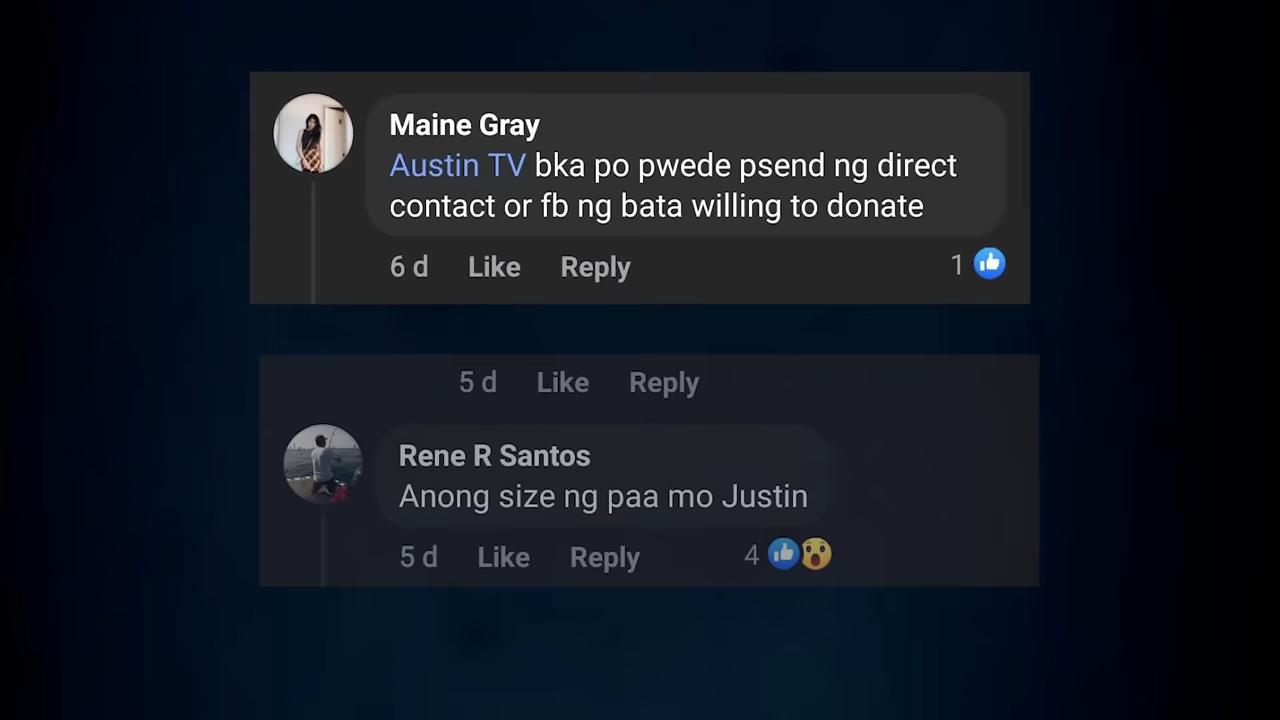 Maine Gray
Austin TV bka po pwede psend ng direct
contact or fb ng bata willing to donate
6 d Like Reply 1
5 d Like Reply
Rene R Santos
Anong size ng paa mo Justin
5 d Like Reply 4